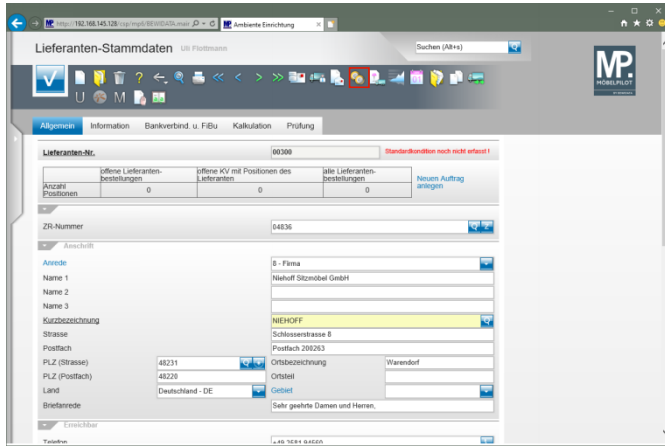 http://192.168.145.128/csp/mp6/BEWIDATA.mair
Ambiente Einrichtung
Lieferanten-Stammdaten Uli Flottmann
Suchen (Alt+s)
MP.
MÖBELPILOT
U M
Allgemein Information Bankverbind. u. FiBu Kalkulation Prüfung
Lieferanten-Nr. 00300 Standardkondition noch nicht erfasst !
offene Lieferanten-bestellungen offene KV mit Positionen des Lieferanten alle Lieferanten-bestellungen Neuen Auftrag anlegen
Anzahl Positionen 0 0 0
ZR-Nummer 04836
Anschrift
Anrede 8 - Firma
Name 1 Niehoff Sitzmöbel GmbH
Name 2
Name 3
Kurzbezeichnung NIEHOFF
Strasse Schlosserstrasse 8
Postfach Postfach 200263
PLZ (Strasse) 48231 Ortsbezeichnung Warendorf
PLZ (Postfach) 48220 Ortsteil
Land Deutschland - DE Gebiet
Briefanrede Sehr geehrte Damen und Herren,
Erreichbar
Telefon +49 2581 94560